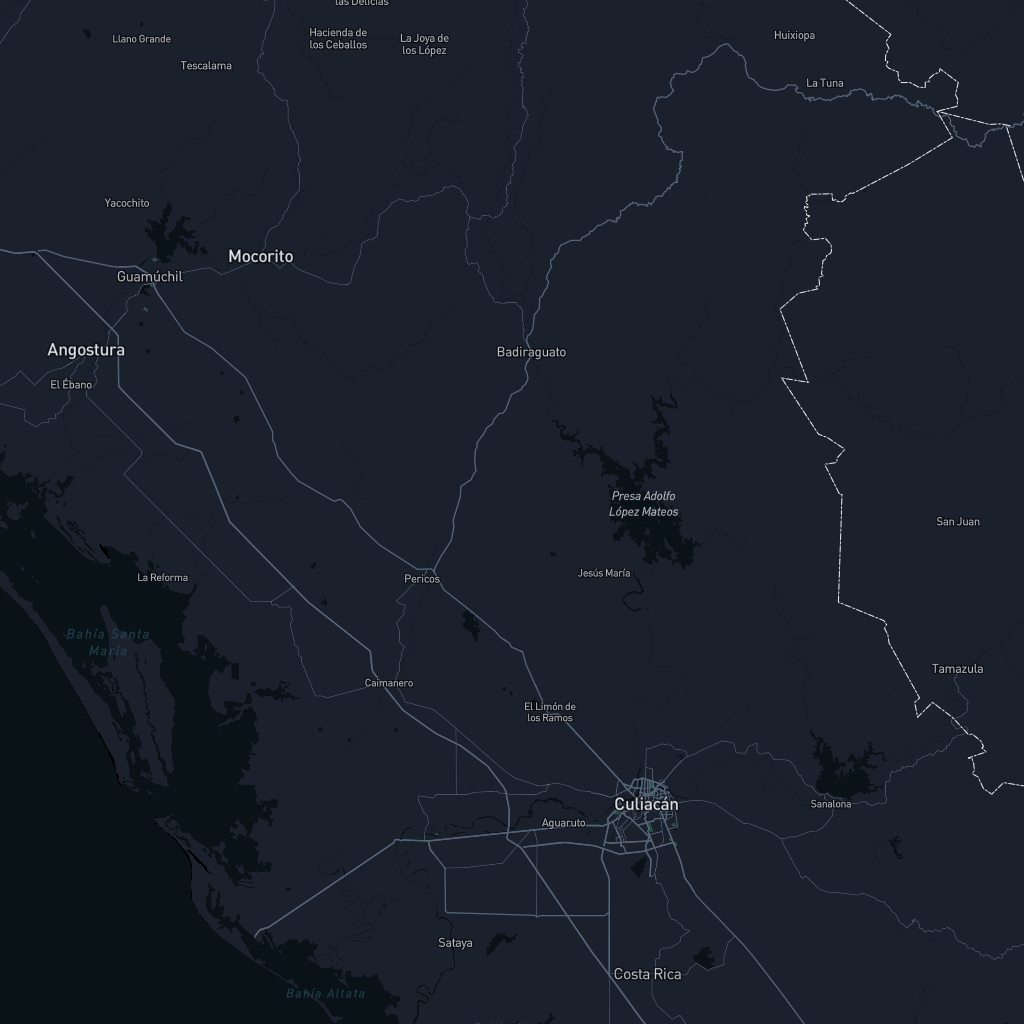 las Delicias
Llano Grande
Hacienda de
los Ceballos
La Joya de
los López
Huixiopa
Tescalama
La Tuna
Yacochito
Mocorito
Guamúchil
Angostura
Badiraguato
El Ébano
Presa Adolfo
López Mateos
San Juan
La Reforma
Pericos
Jesús María
Bahía Santa
María
Tamazula
Caimanero
El Limón de
los Ramos
Culiacán
Sanalona
Aguaruto
Sataya
Costa Rica
Bahía Altata